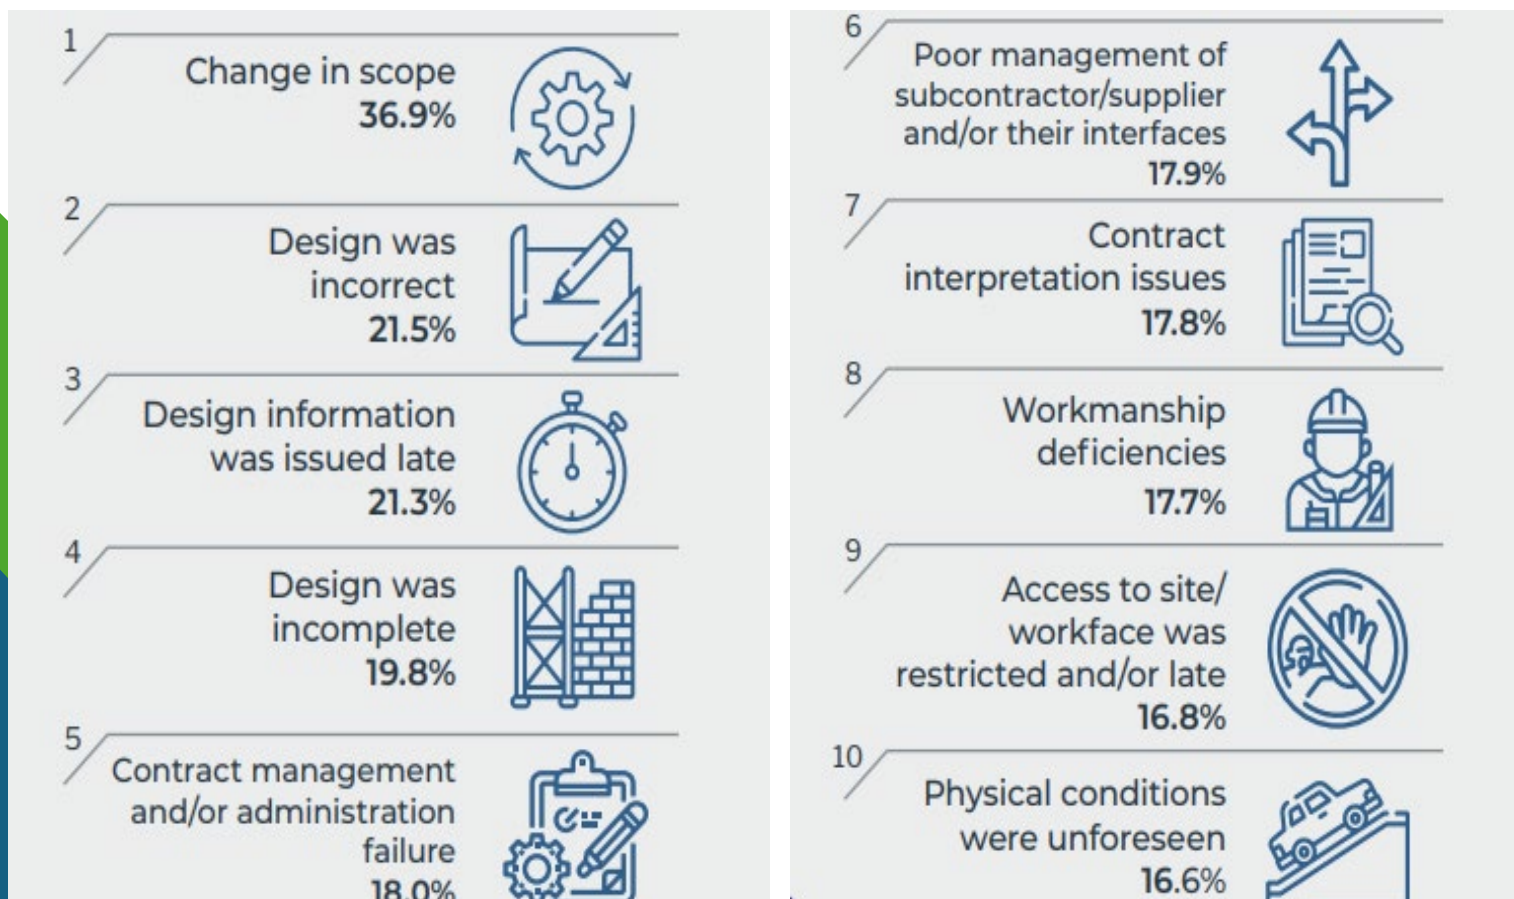 1
Change in scope
36.9%
2
Design was
incorrect
21.5%
3
Design information
was issued late
21.3%
4
Design was
incomplete
19.8%
5
Contract management
and/or administration
failure
18.0%
6
Poor management of
subcontractor/supplier
and/or their interfaces
17.9%
7
Contract
interpretation issues
17.8%
8
Workmanship
deficiencies
17.7%
9
Access to site/
workface was
restricted and/or late
16.8%
10
Physical conditions
were unforeseen
16.6%